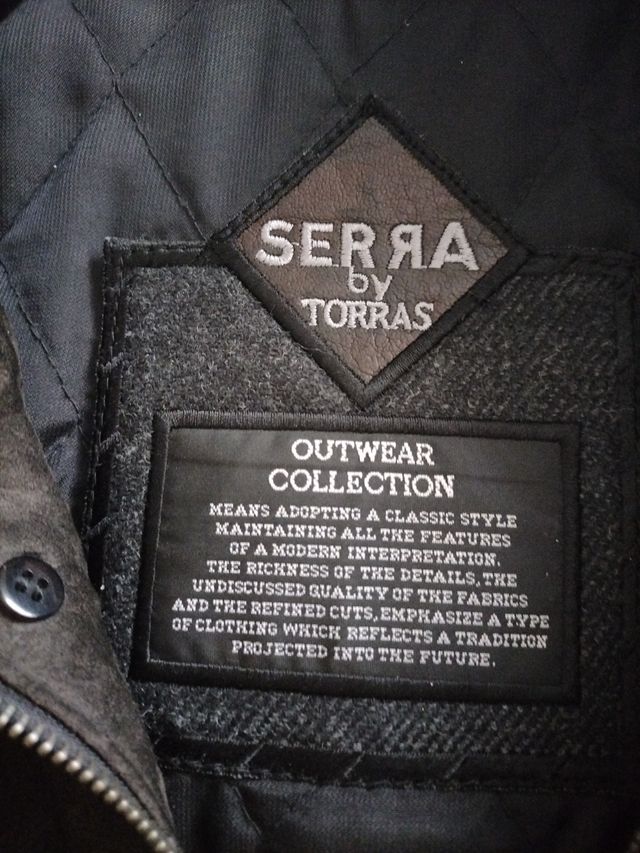 SERЯA
by
TORRAS
OUTWEAR
COLLECTION
MEANS ADOPTING A CLASSIC STYLE
MAINTAINING ALL THE FEATURES
OF A MODERN INTERPRETATION.
THE RICHNESS OF THE DETAILS, THE
UNDISCUSSED QUALITY OF THE FABRICS
AND THE REFINED CUTS, EMPHASIZE A TYPE
OF CLOTHING WHICH REFLECTS A TRADITION
PROJECTED INTO THE FUTURE.